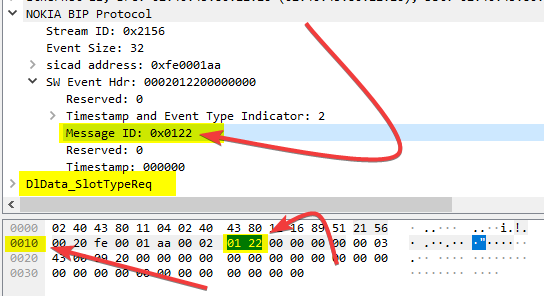 NOKIA BIP Protocol
Stream ID: 0x2156
Event Size: 32
sicad address: 0xfe0001aa
SW Event Hdr: 0002012200000000
Reserved: 0
Timestamp and Event Type Indicator: 2
Message ID: 0x0122
Reserved: 0
Timestamp: 000000
DlData_SlotTypeReq
0000 02 40 43 80 11 04 02 40 43 80 16 89 51 21 56 · ··.. ..··.i.!.
0010 00 20 fe 00 01 aa 00 02 01 22 00 00 00 00 00 03
0020 43 00 09 20 00 00 00 00 00 00 00 00 00 00 00 00
0030 00 00 00 00 00 00 00 00 00 00 00 00